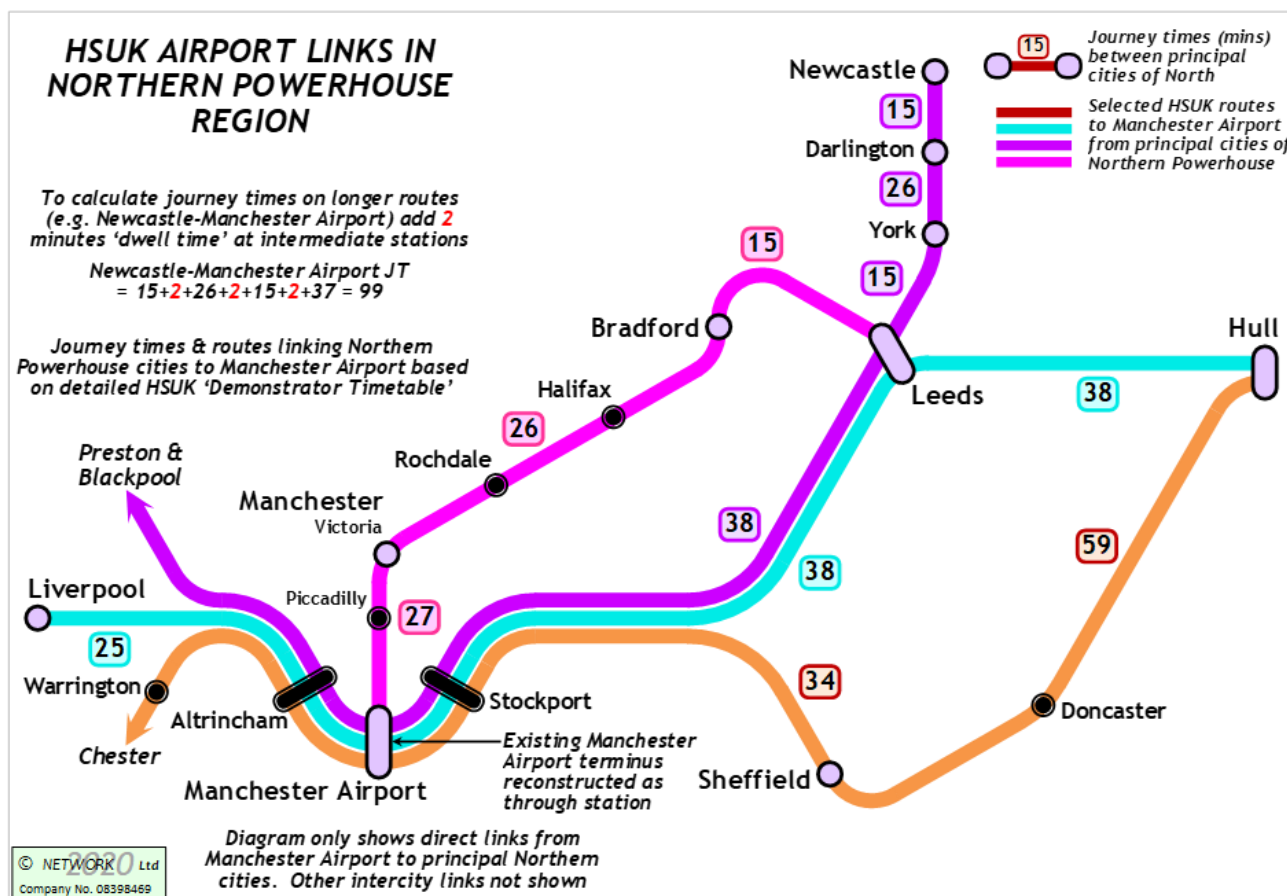 HSUK AIRPORT LINKS IN
NORTHERN POWERHOUSE
REGION
To calculate journey times on longer routes
(e.g. Newcastle-Manchester Airport) add 2
minutes ‘dwell time’ at intermediate stations
Newcastle-Manchester Airport JT
= 15+2+26+2+15+2+37 = 99
Journey times & routes linking Northern
Powerhouse cities to Manchester Airport based
on detailed HSUK ‘Demonstrator Timetable’
15
Journey times (mins)
between principal
cities of North
Selected HSUK routes
to Manchester Airport
from principal cities of
Northern Powerhouse
Newcastle
15
Darlington
26
York
15
15
Bradford
Hull
Leeds
38
Halifax
26
Rochdale
Preston &
Blackpool
Manchester
Victoria
38
59
38
Liverpool
Piccadilly
27
25
Warrington
Altrincham
Stockport
34
Doncaster
Chester
Existing Manchester
Airport terminus
reconstructed as
through station
Sheffield
Manchester Airport
Diagram only shows direct links from
Manchester Airport to principal Northern
cities. Other intercity links not shown
© NETWORK 2020 Ltd
Company No. 08398469